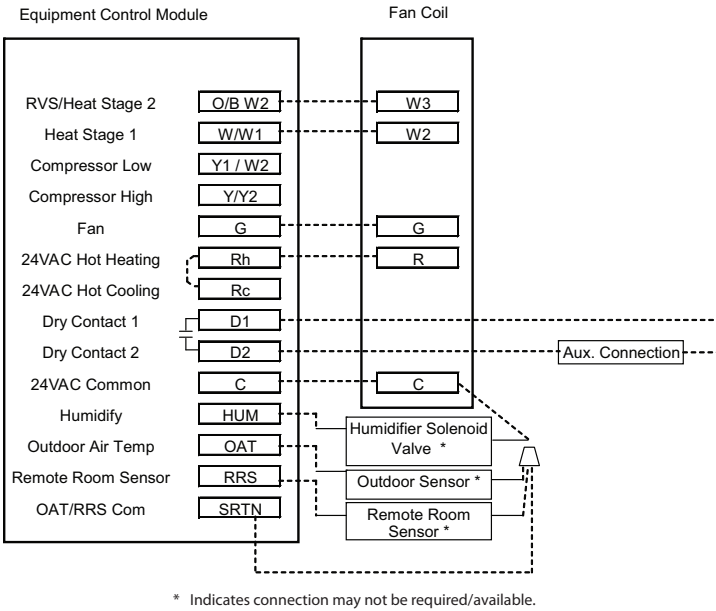 Equipment Control Module
Fan Coil
RVS/Heat Stage 2 O/B W2 W3
Heat Stage 1 W/W1 W2
Compressor Low Y1 / W2
Compressor High Y/Y2
Fan G G
24VAC Hot Heating Rh R
24VAC Hot Cooling Rc
Dry Contact 1 D1
Dry Contact 2 D2 Aux. Connection
24VAC Common C C
Humidify HUM
Humidifier Solenoid
Valve *
Outdoor Air Temp OAT
Outdoor Sensor *
Remote Room Sensor RRS
Remote Room
Sensor *
OAT/RRS Com SRTN
* Indicates connection may not be required/available.